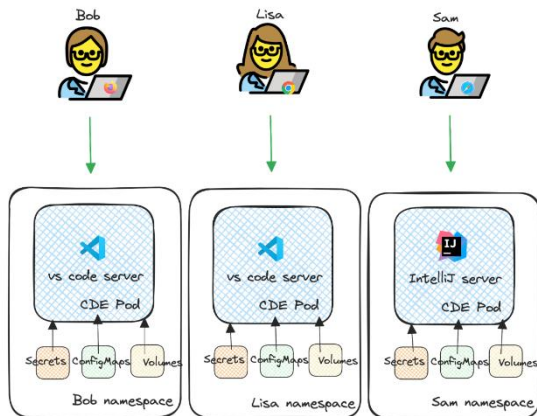 Bob
Lisa
Sam
vs code server
CDE Pod
Secrets
ConfigMaps
Volumes
Bob namespace
vs code server
CDE Pod
Secrets
ConfigMaps
Volumes
Lisa namespace
IJ
IntelliJ server
CDE Pod
Secrets
ConfigMaps
Volumes
Sam namespace